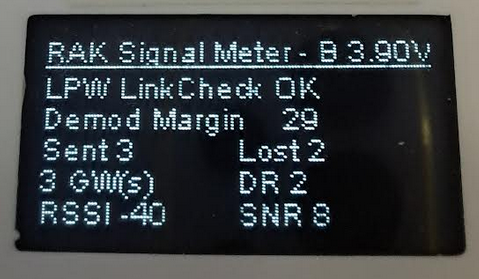 RAK Signal Meter - B 3.90V
LPW LinkCheck OK
Demod Margin 29
Sent 3 Lost 2
3 GW(s) DR 2
RSSI -40 SNR 8